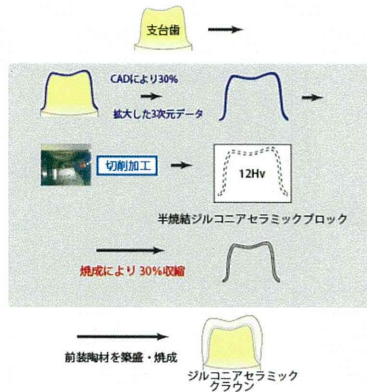 支台歯
CADにより30%
拡大した3次元データ
切削加工
12Hv
半焼結ジルコニアセラミックブロック
焼成により30%収縮
前装陶材を築盛・焼成
ジルコニアセラミック
クラウン